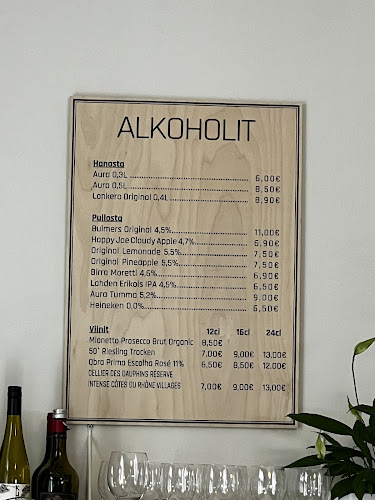 ALKOHOLIT
Hanasta
Aura 0,3L 6,00€
Aura 0,5L 8,50€
Lonkero Original 0,4L 8,90€
Pullosta
Bulmers Original 4,5% 11,00€
Happy Joe Cloudy Apple 4,7% 6,90€
Original Lemonade 5,5% 7,50€
Original Pineapple 5,5% 7,50€
Birra Moretti 4,6% 6,90€
Lahden Erikois IPA 4,5% 6,50€
Aura Tumma 5,2% 9,00€
Heineken 0,0% 6,50€
Viinit 12cl 16cl 24cl
Mionetto Prosecco Brut Organic 8,50€
50° Riesling Trocken 7,00€ 9,00€ 13,00€
Obra Prima Escolha Rosé 11% 6,50€ 8,50€ 12,00€
CELLIER DES DAUPHINS RÉSERVE
INTENSE CÔTES DU RHÔNE VILLAGES 7,00€ 9,00€ 13,00€